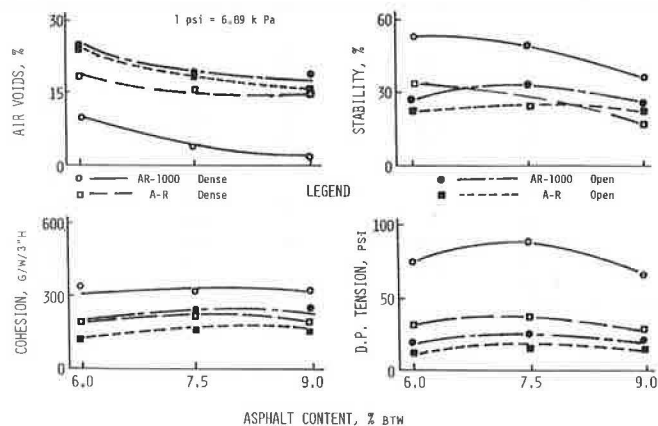 1 psi = 6.89 k Pa
AIR VOIDS, %
30
15
0
STABILITY, %
60
30
0
AR-1000 Dense
A-R Dense
LEGEND
AR-1000 Open
A-R Open
COHESION, G/W/3"H
600
300
0
6.0 7.5 9.0
D.P. TENSION, PSI
100
50
0
6.0 7.5 9.0
ASPHALT CONTENT, % BTW